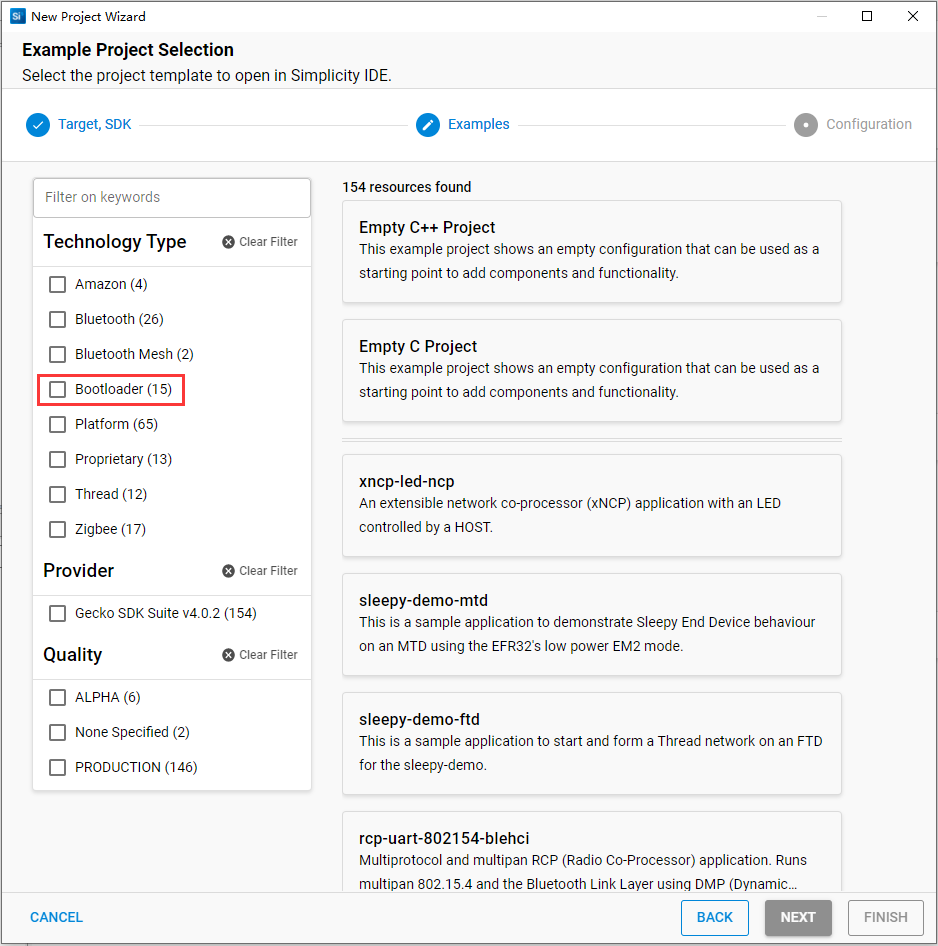 Si New Project Wizard
Example Project Selection
Select the project template to open in Simplicity IDE.
Target, SDK
Examples
Configuration
Filter on keywords
Technology Type
Clear Filter
Amazon (4)
Bluetooth (26)
Bluetooth Mesh (2)
Bootloader (15)
Platform (65)
Proprietary (13)
Thread (12)
Zigbee (17)
Provider
Clear Filter
Gecko SDK Suite v4.0.2 (154)
Quality
Clear Filter
ALPHA (6)
None Specified (2)
PRODUCTION (146)
154 resources found
Empty C++ Project
This example project shows an empty configuration that can be used as a
starting point to add components and functionality.
Empty C Project
This example project shows an empty configuration that can be used as a
starting point to add components and functionality.
xncp-led-ncp
An extensible network co-processor (xNCP) application with an LED
controlled by a HOST.
sleepy-demo-mtd
This is a sample application to demonstrate Sleepy End Device behaviour
on an MTD using the EFR32's low power EM2 mode.
sleepy-demo-ftd
This is a sample application to start and form a Thread network on an FTD
for the sleepy-demo.
rcp-uart-802154-blehci
Multiprotocol and multipan RCP (Radio Co-Processor) application. Runs
multipan 802.15.4 and the Bluetooth Link Layer using DMP (Dynamic...
CANCEL
BACK
NEXT
FINISH